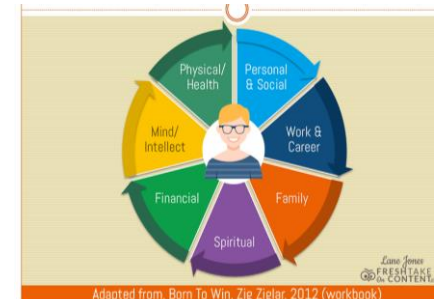 Physical/
Health
Personal
& Social
Work &
Career
Family
Spiritual
Financial
Mind/
Intellect
Lane Jones
FRESHTAKE
On CONTENT
Adapted from, Born To Win, Zig Ziglar, 2012 (workbook)